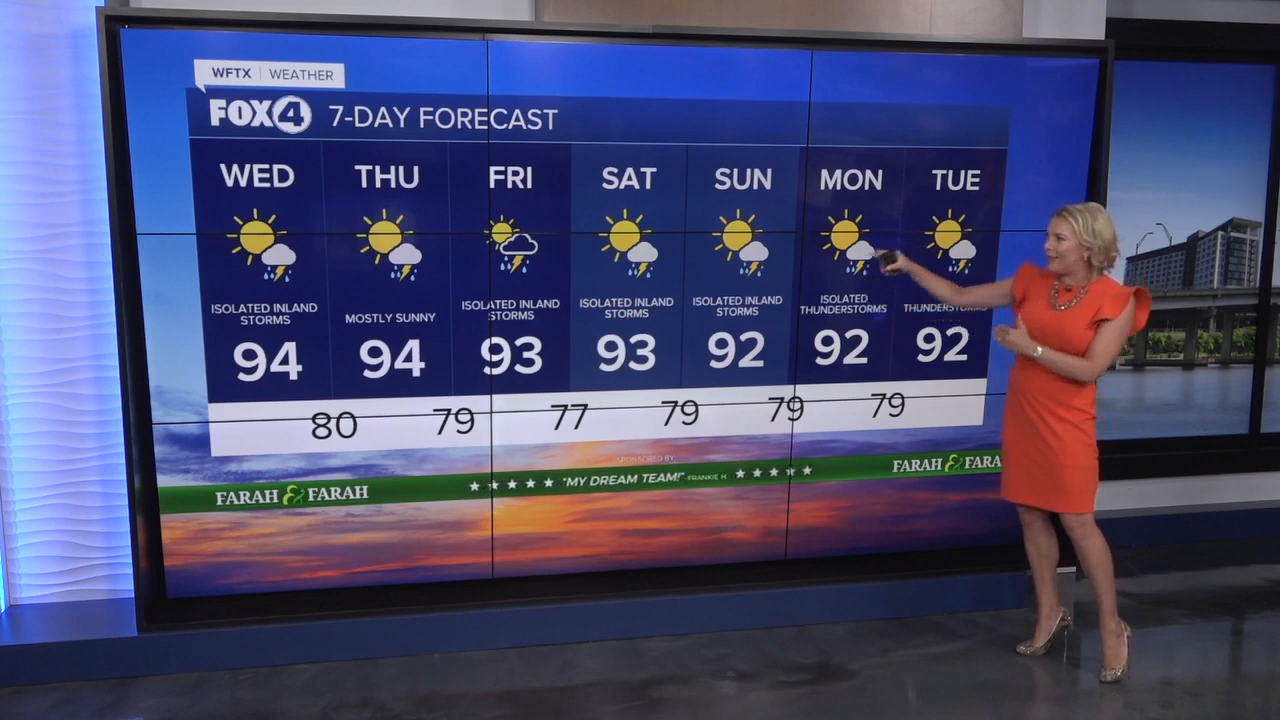 WFTX | WEATHER
FOX 4 7-DAY FORECAST
WED THU FRI SAT SUN MON TUE
ISOLATED INLAND STORMS
MOSTLY SUNNY
ISOLATED INLAND STORMS
ISOLATED INLAND STORMS
ISOLATED INLAND STORMS
ISOLATED THUNDERSTORMS
THUNDERSTORMS
94 94 93 93 92 92 92
80 79 77 79 79 79
SPONSORED BY:
FARAH & FARAH "MY DREAM TEAM!" -FRANKIE H. FARAH & FARA